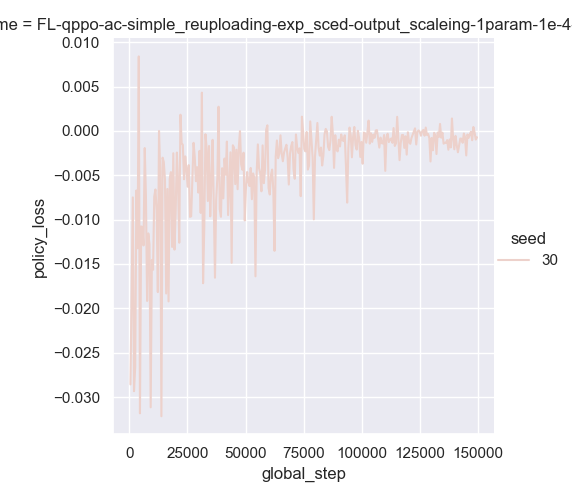 me = FL-qppo-ac-simple_reuploading-exp_sced-output_scaleing-1param-1e-4
0.010
0.005
0.000
−0.005
−0.010
−0.015
−0.020
−0.025
−0.030
policy_loss
0 25000 50000 75000 100000 125000 150000
global_step
seed
30